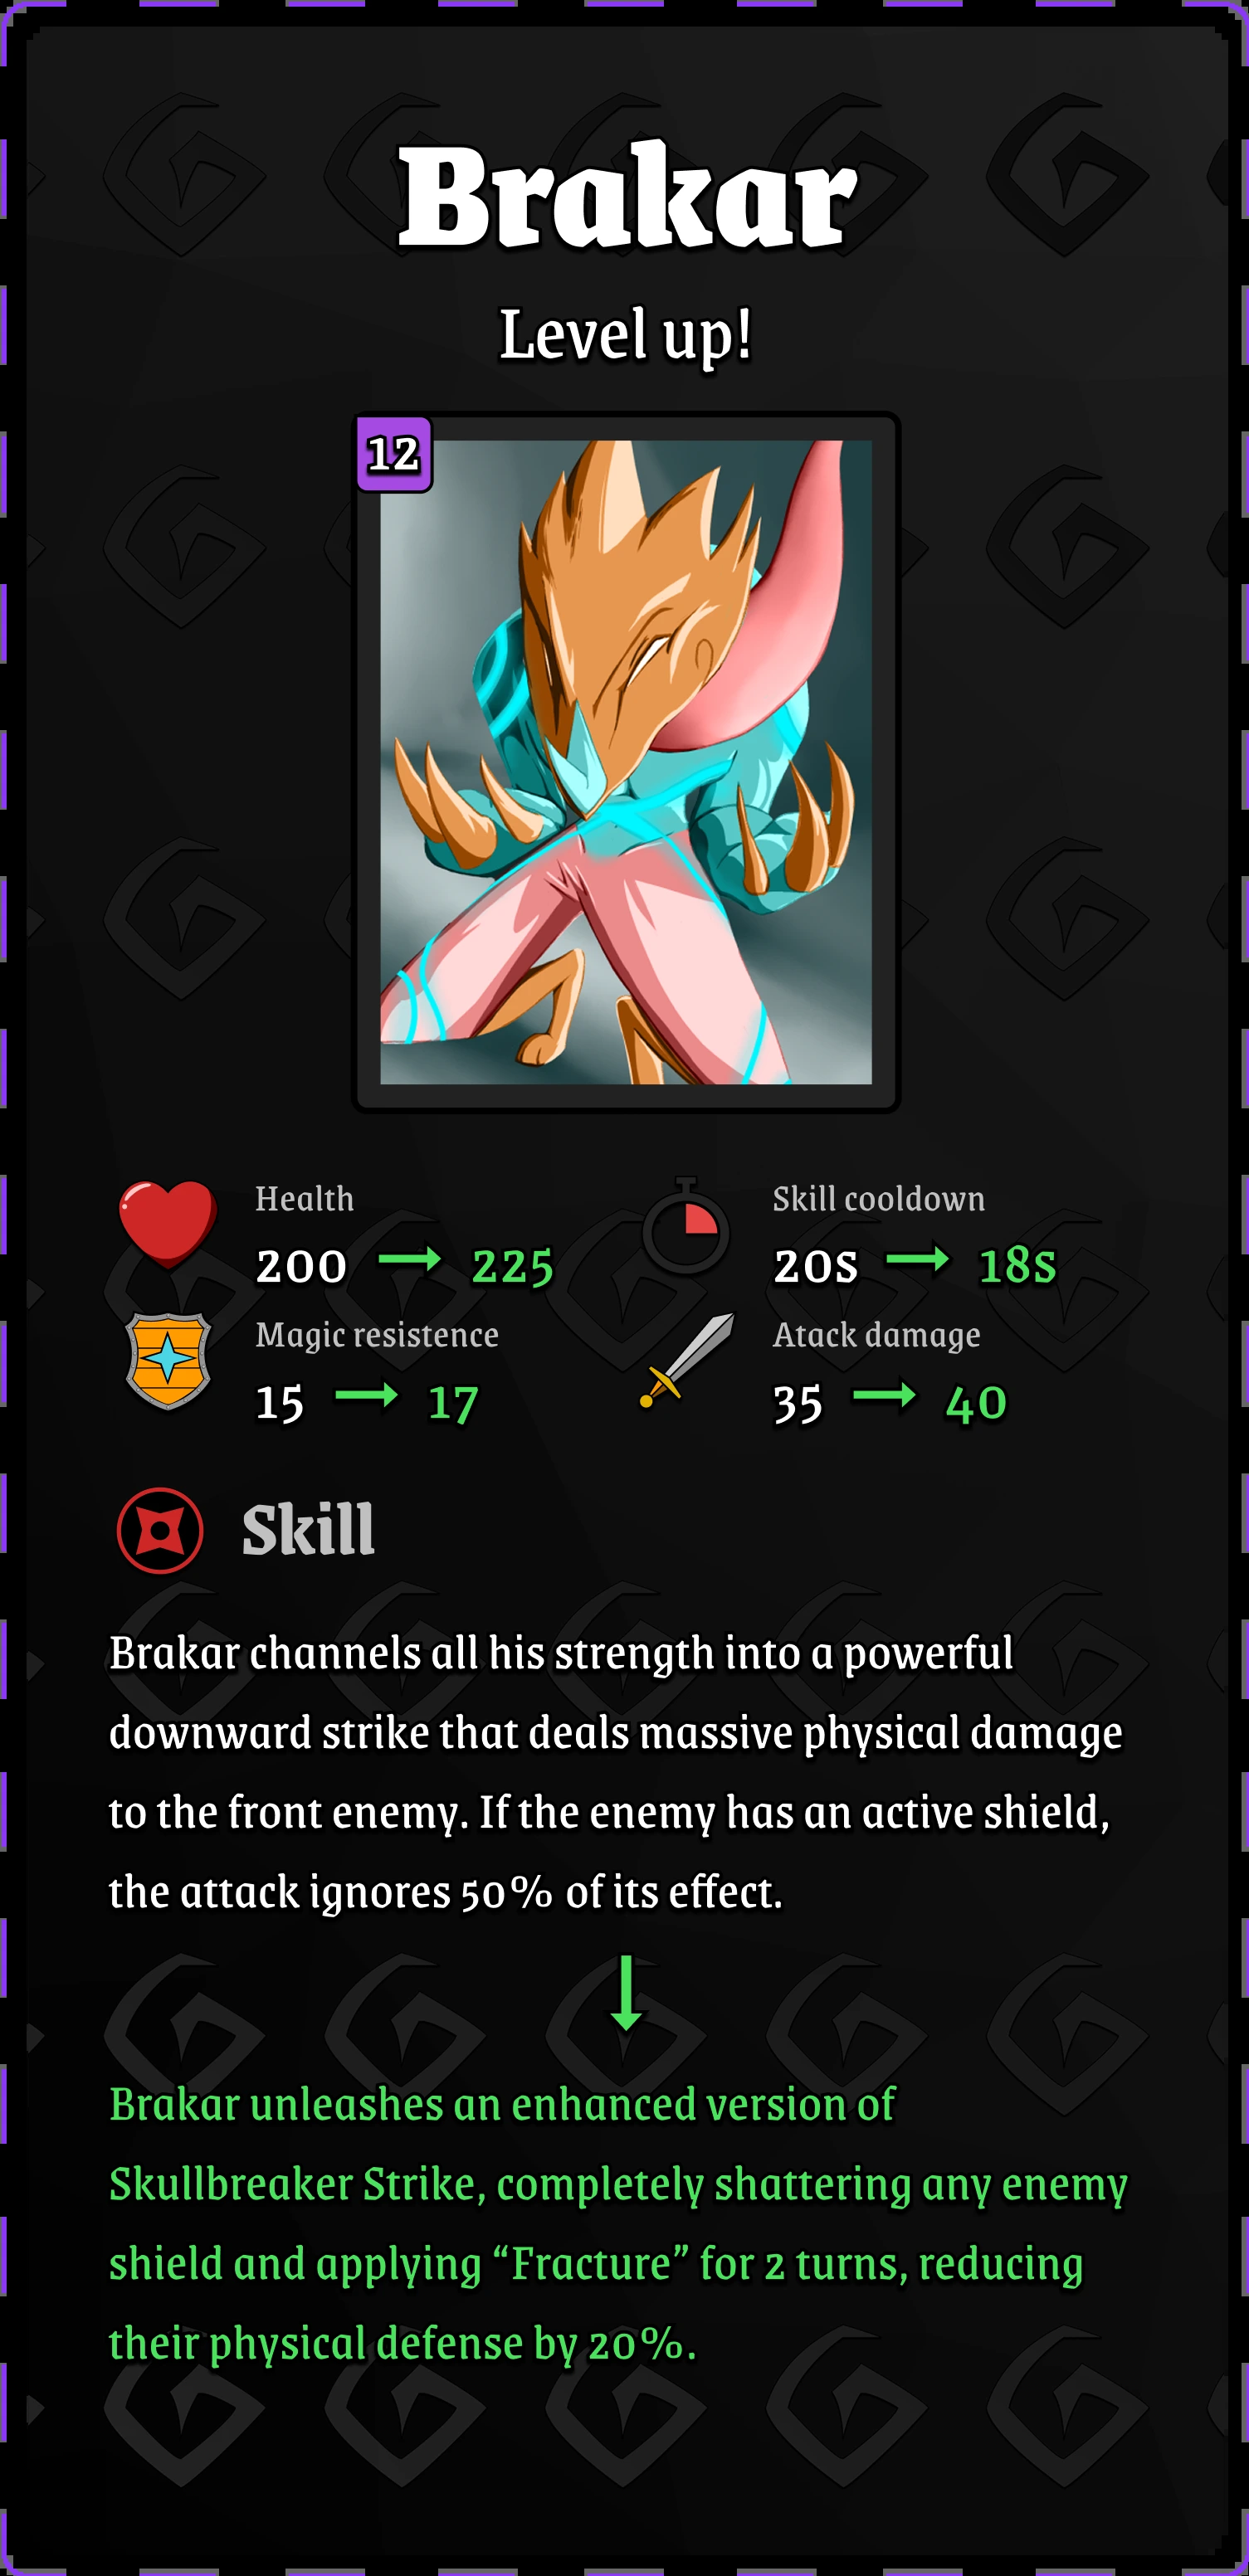 Brakar
Level up!
12
Health
200 → 225
Skill cooldown
20s → 18s
Magic resistence
15 → 17
Atack damage
35 → 40
Skill
Brakar channels all his strength into a powerful
downward strike that deals massive physical damage
to the front enemy. If the enemy has an active shield,
the attack ignores 50% of its effect.
Brakar unleashes an enhanced version of
Skullbreaker Strike, completely shattering any enemy
shield and applying “Fracture” for 2 turns, reducing
their physical defense by 20%.